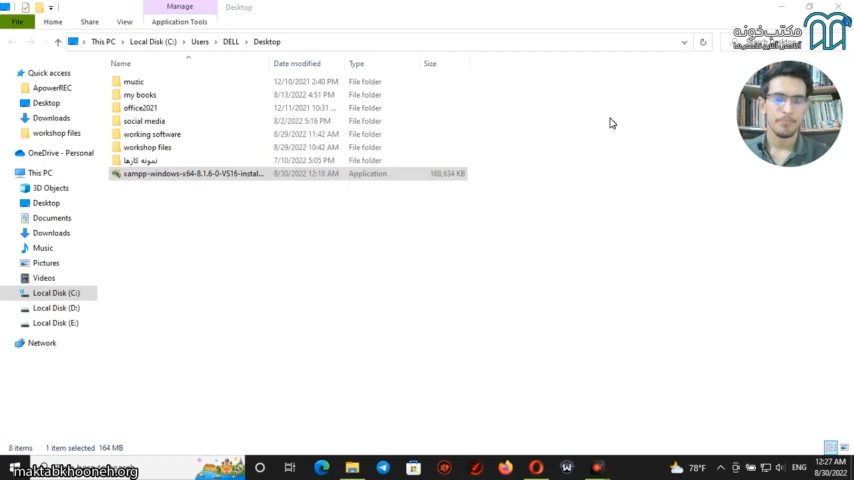 Manage
Desktop
File
Home
Share
View
Application Tools
مکتب‌خونه
This PC
Local Disk (C:)
Users
DELL
Desktop
Name
Date modified
Type
Size
Quick access
ApowerREC
Desktop
Downloads
workshop files
OneDrive - Personal
This PC
3D Objects
Desktop
Documents
Downloads
Music
Pictures
Videos
Local Disk (C:)
Local Disk (D:)
Local Disk (E:)
Network
muzic 12/10/2021 2:40 PM File folder
my books 8/13/2022 4:51 PM File folder
office2021 12/11/2021 10:31 ... File folder
social media 8/2/2022 5:16 PM File folder
working software 8/29/2022 11:42 AM File folder
workshop files 8/29/2022 10:42 AM File folder
نمونه کارها 7/10/2022 5:05 PM File folder
xampp-windows-x64-8.1.6-0-VS16-instal... 8/30/2022 12:18 AM Application 168,634 KB
8 items 1 item selected 164 MB
maktabkhooneh.org
78°F
ENG
12:27 AM
8/30/2022